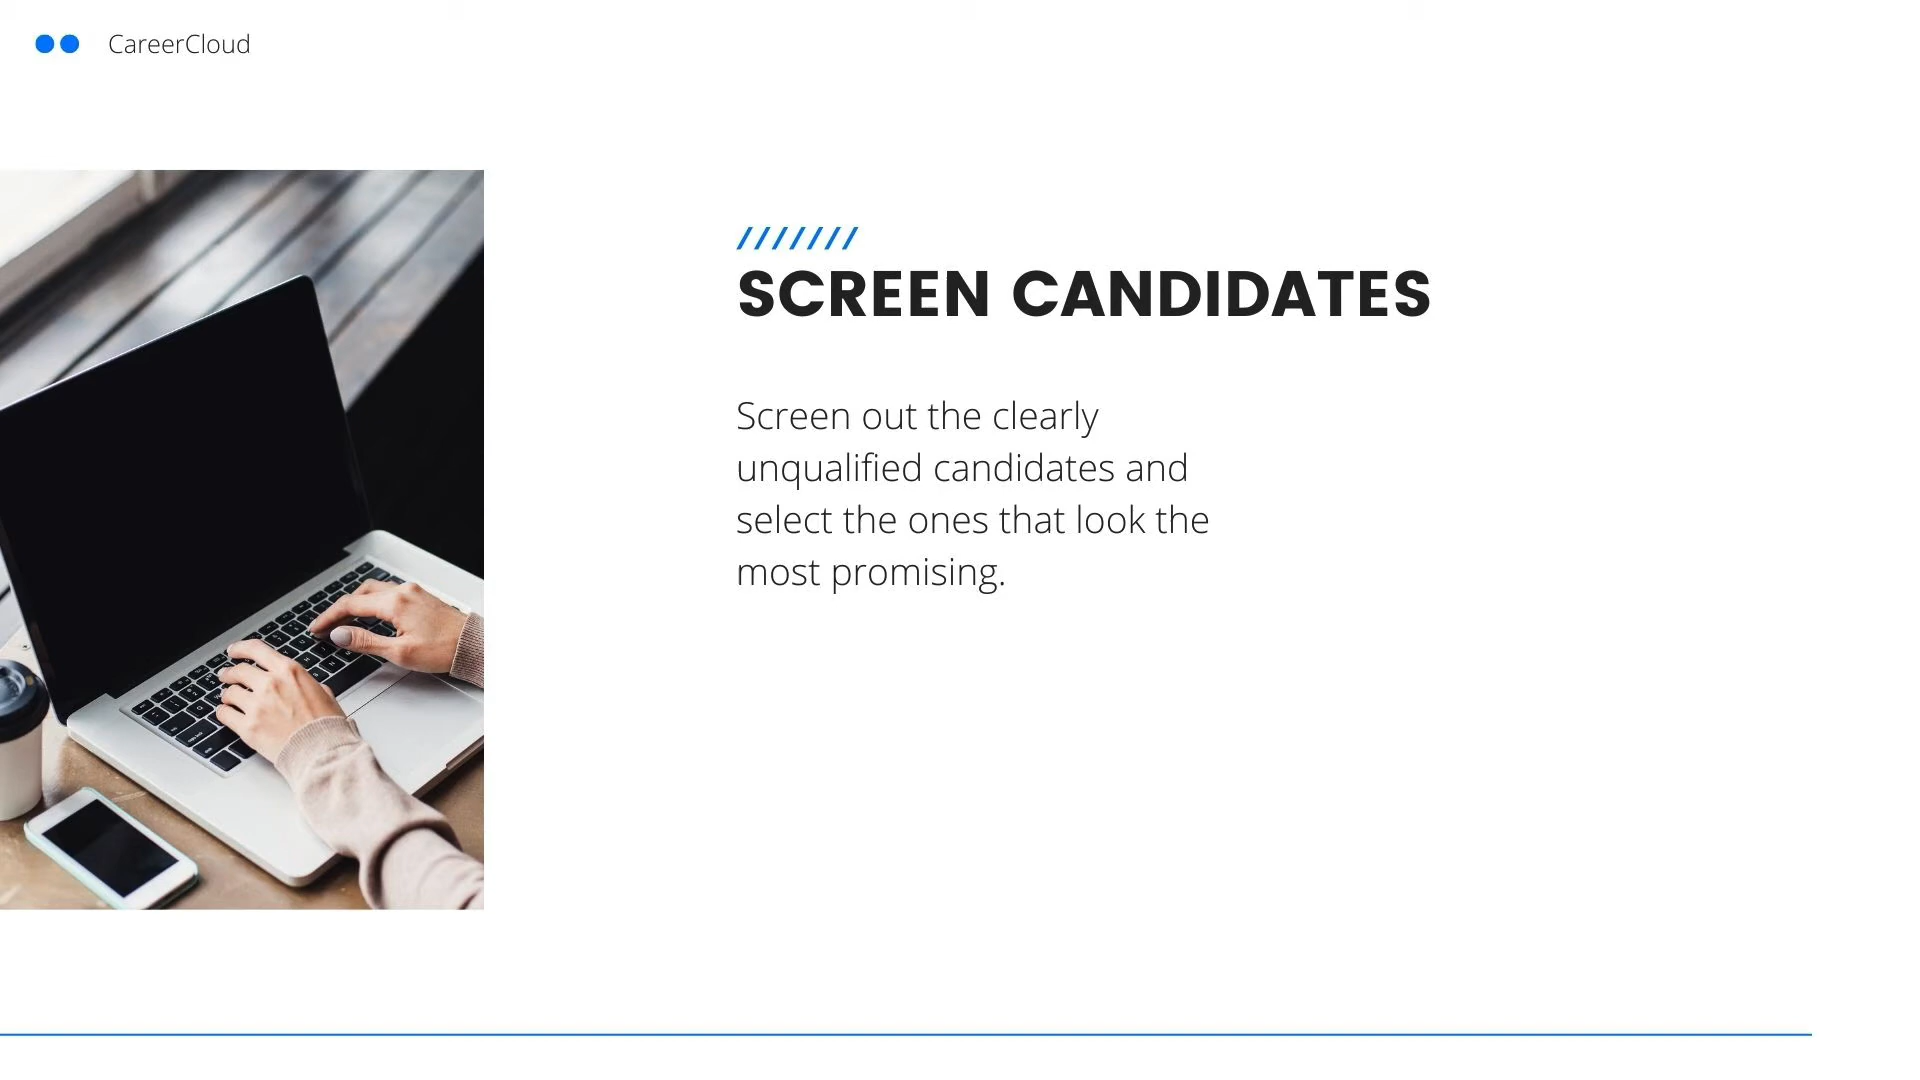 CareerCloud
SCREEN CANDIDATES
Screen out the clearly
unqualified candidates and
select the ones that look the
most promising.